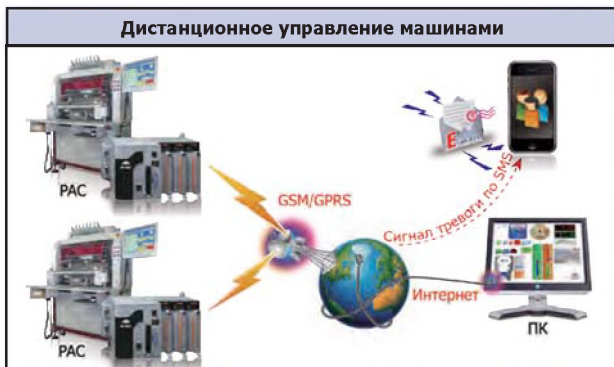 Дистанционное управление машинами
PAC
GSM/GPRS
Сигнал тревоги по SMS
E
Интернет
PAC
ПК